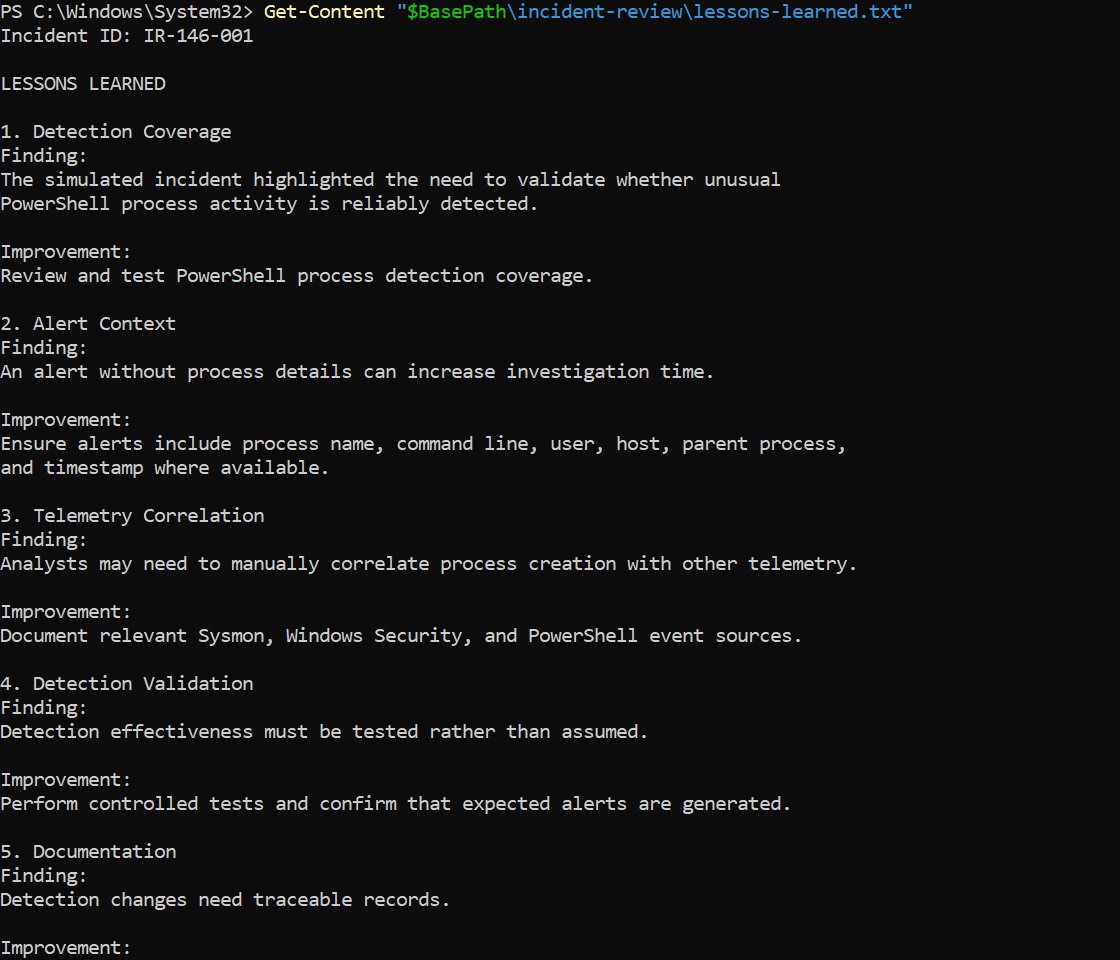 PS C:\Windows\System32> Get-Content "$BasePath\incident-review\lessons-learned.txt"
Incident ID: IR-146-001
LESSONS LEARNED
1. Detection Coverage
Finding:
The simulated incident highlighted the need to validate whether unusual
PowerShell process activity is reliably detected.
Improvement:
Review and test PowerShell process detection coverage.
2. Alert Context
Finding:
An alert without process details can increase investigation time.
Improvement:
Ensure alerts include process name, command line, user, host, parent process,
and timestamp where available.
3. Telemetry Correlation
Finding:
Analysts may need to manually correlate process creation with other telemetry.
Improvement:
Document relevant Sysmon, Windows Security, and PowerShell event sources.
4. Detection Validation
Finding:
Detection effectiveness must be tested rather than assumed.
Improvement:
Perform controlled tests and confirm that expected alerts are generated.
5. Documentation
Finding:
Detection changes need traceable records.
Improvement: